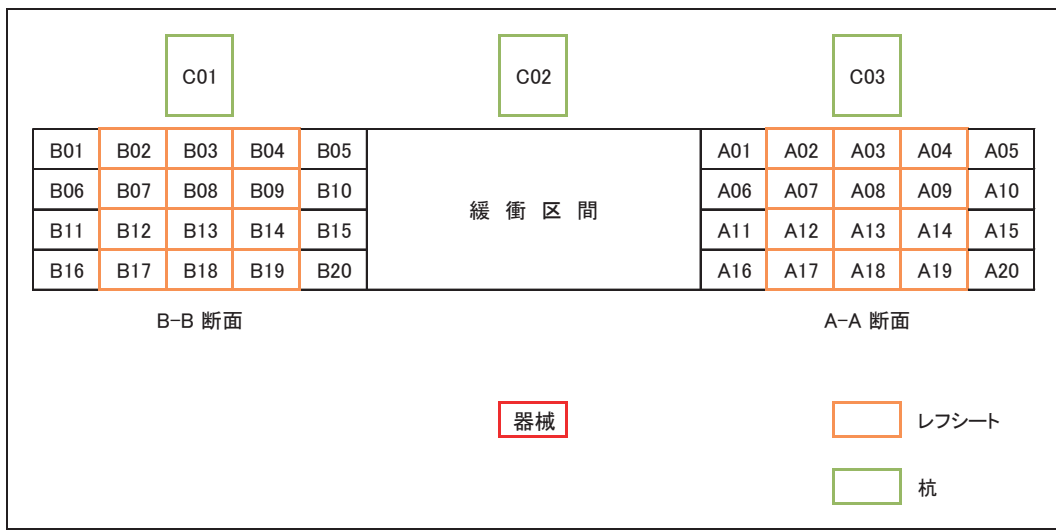 C01 C02 C03
B01 B02 B03 B04 B05 A01 A02 A03 A04 A05
B06 B07 B08 B09 B10 A06 A07 A08 A09 A10
緩衝区間
B11 B12 B13 B14 B15 A11 A12 A13 A14 A15
B16 B17 B18 B19 B20 A16 A17 A18 A19 A20
B-B 断面 A-A 断面
器械 レフシート
杭